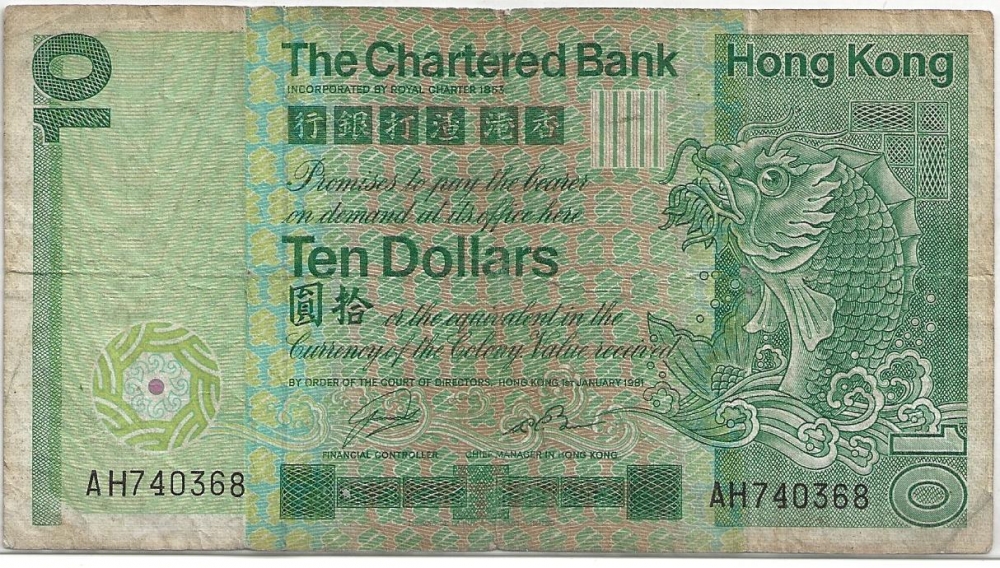 10
The Chartered Bank
INCORPORATED BY ROYAL CHARTER 1853
香港渣打銀行
Promises to pay the bearer
on demand at its office here
Ten Dollars
拾圓
or the equivalent in the
Currency of the Colony Value received
BY ORDER OF THE COURT OF DIRECTORS, HONG KONG 1st JANUARY 1981
FINANCIAL CONTROLLER
CHIEF MANAGER IN HONG KONG
AH740368
Hong Kong
AH740368
10